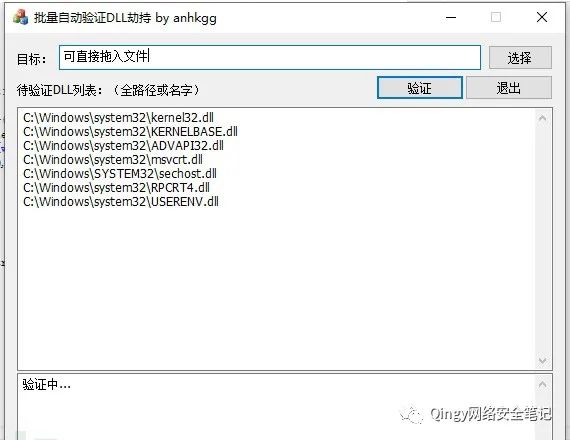 批量自动验证DLL劫持 by anhkgg
目标： 可直接拖入文件 选择
待验证DLL列表：（全路径或名字） 验证 退出
C:\Windows\system32\kernel32.dll
C:\Windows\system32\KERNELBASE.dll
C:\Windows\system32\ADVAPI32.dll
C:\Windows\system32\msvcrt.dll
C:\Windows\SYSTEM32\sechost.dll
C:\Windows\system32\RPCRT4.dll
C:\Windows\system32\USERENV.dll
验证中...
Qingy网络安全笔记